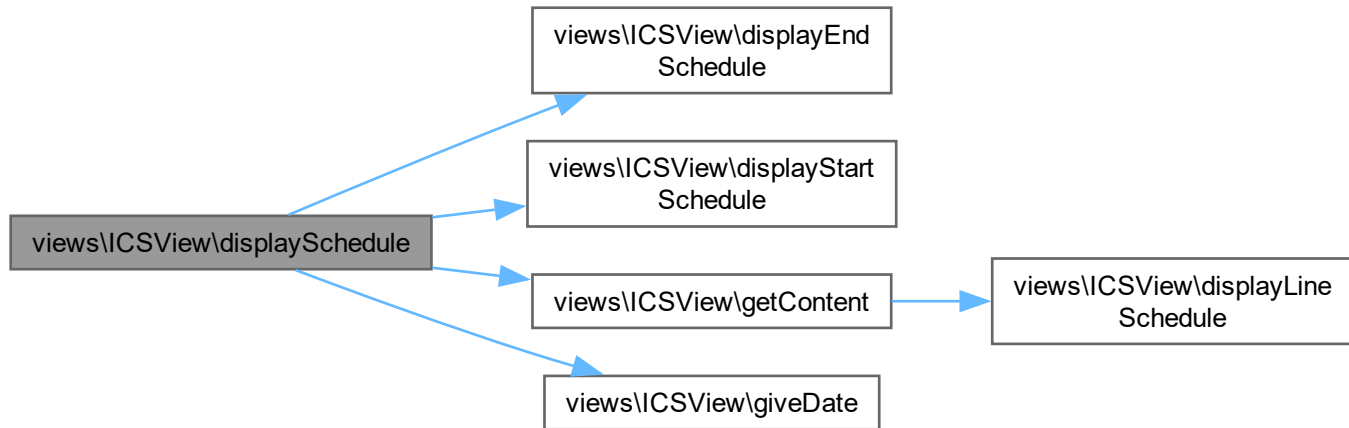 views\ICSView\displayEnd
Schedule
views\ICSView\displayStart
Schedule
views\ICSView\displaySchedule
views\ICSView\getContent
views\ICSView\displayLine
Schedule
views\ICSView\giveDate